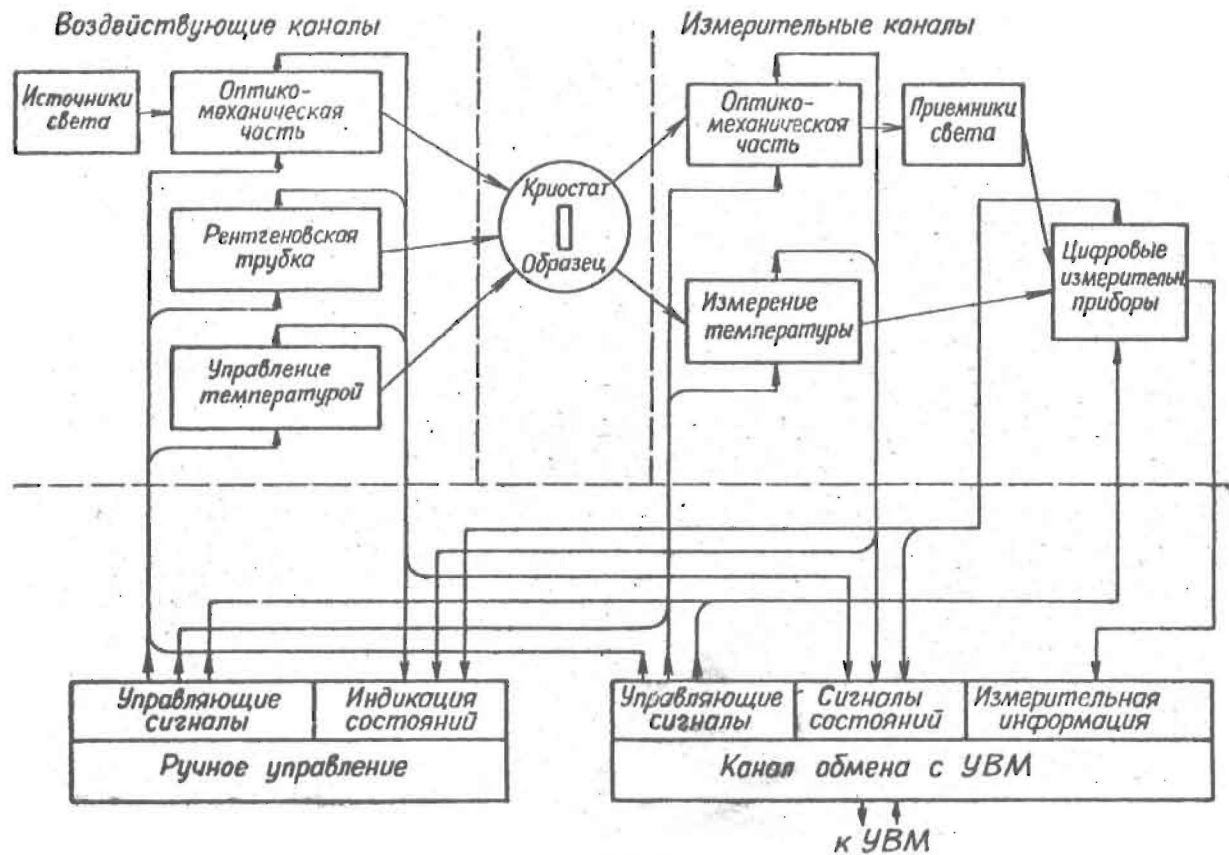 Воздействующие каналы
Измерительные каналы
Источники
света
Оптико-
механическая
часть
Оптико-
механическая
часть
Приемники
света
Криостат
Образец
Рентгеновская
трубка
Цифровые
измерительн.
приборы
Измерение
температуры
Управление
температурой
Управляющие
сигналы
Индикация
состояний
Ручное управление
Управляющие
сигналы
Сигналы
состояний
Измерительная
информация
Канал обмена с УВМ
к УВМ